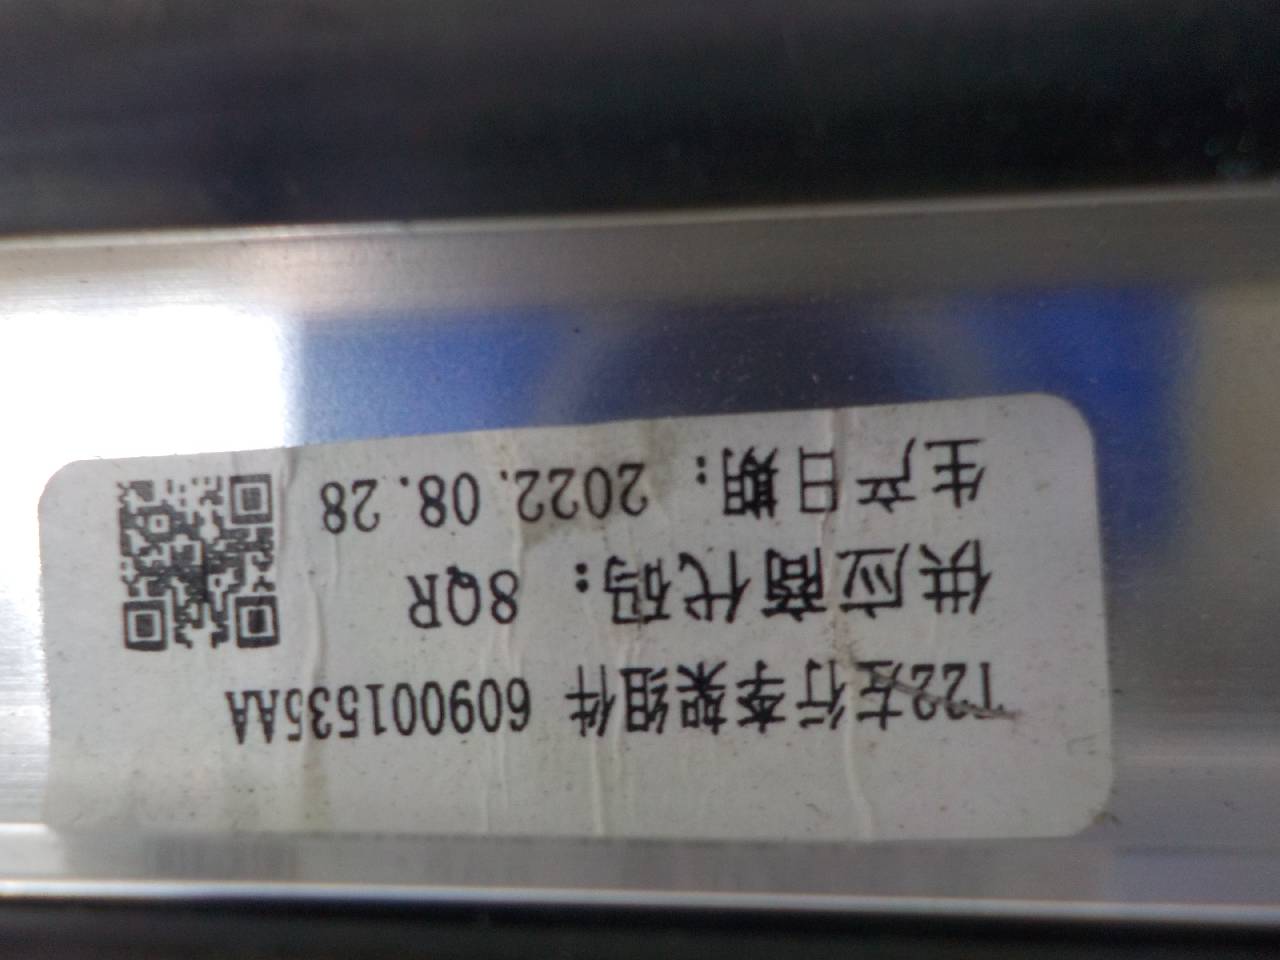 T22左行李架组件 609001535AA
供应商代码： 8QR
生产日期： 2022.08.28